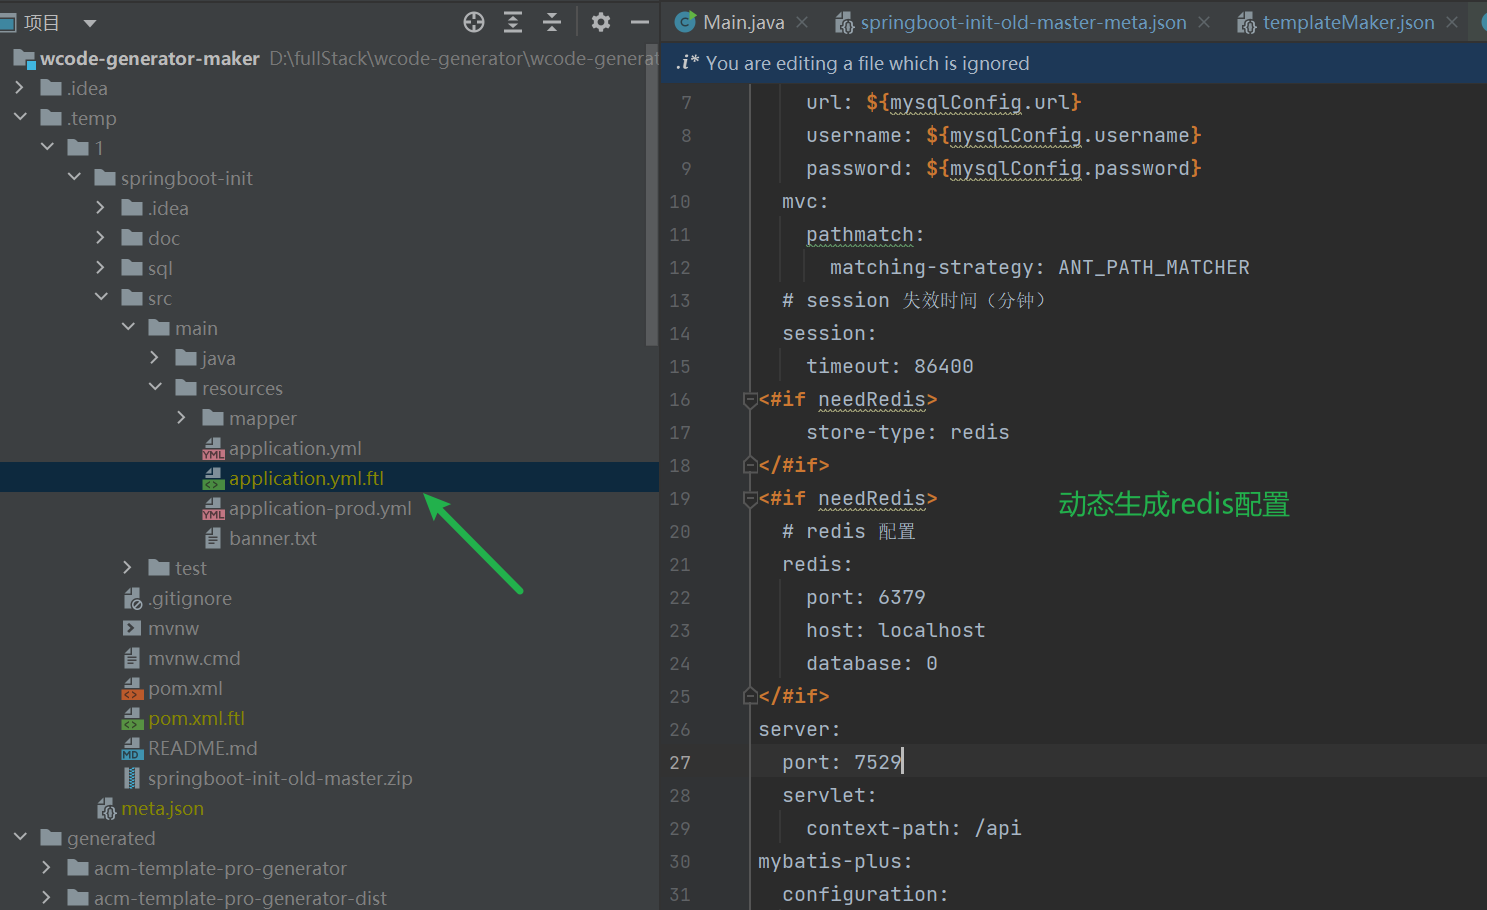 项目
wcode-generator-maker D:\fullStack\wcode-generator\wcode-generat
.idea
.temp
1
springboot-init
.idea
doc
sql
src
main
java
resources
mapper
application.yml
application.yml.ftl
application-prod.yml
banner.txt
test
.gitignore
mvnw
mvnw.cmd
pom.xml
pom.xml.ftl
README.md
springboot-init-old-master.zip
meta.json
generated
acm-template-pro-generator
acm-template-pro-generator-dist
Main.java springboot-init-old-master-meta.json templateMaker.json
.i* You are editing a file which is ignored
7 url: ${mysqlConfig.url}
8 username: ${mysqlConfig.username}
9 password: ${mysqlConfig.password}
10 mvc:
11 pathmatch:
12 matching-strategy: ANT_PATH_MATCHER
13 # session 失效时间（分钟）
14 session:
15 timeout: 86400
16 <#if needRedis>
17 store-type: redis
18 </#if>
19 <#if needRedis>
动态生成redis配置
20 # redis 配置
21 redis:
22 port: 6379
23 host: localhost
24 database: 0
25 </#if>
26 server:
27 port: 7529
28 servlet:
29 context-path: /api
30 mybatis-plus:
31 configuration: